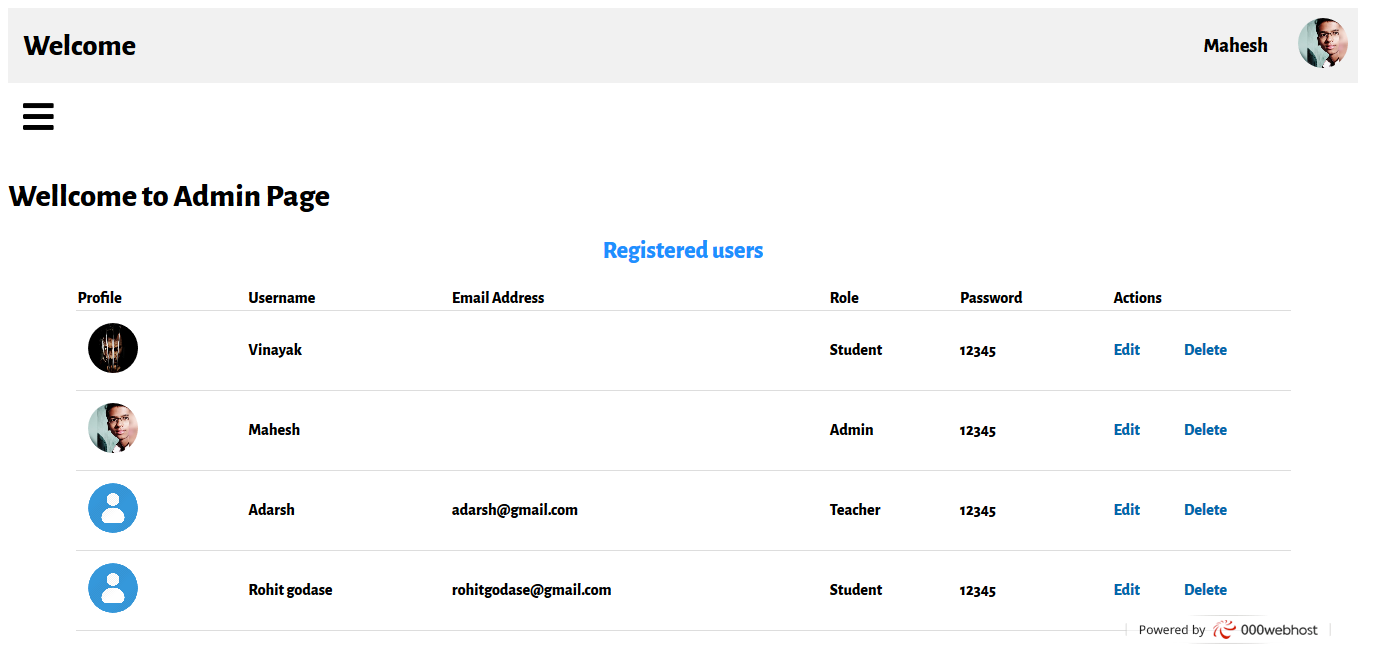 Welcome
Mahesh
Wellcome to Admin Page
Registered users
Profile Username Email Address Role Password Actions
Vinayak Student 12345 Edit Delete
Mahesh Admin 12345 Edit Delete
Adarsh adarsh@gmail.com Teacher 12345 Edit Delete
Rohit godase rohitgodase@gmail.com Student 12345 Edit Delete
Powered by 000webhost